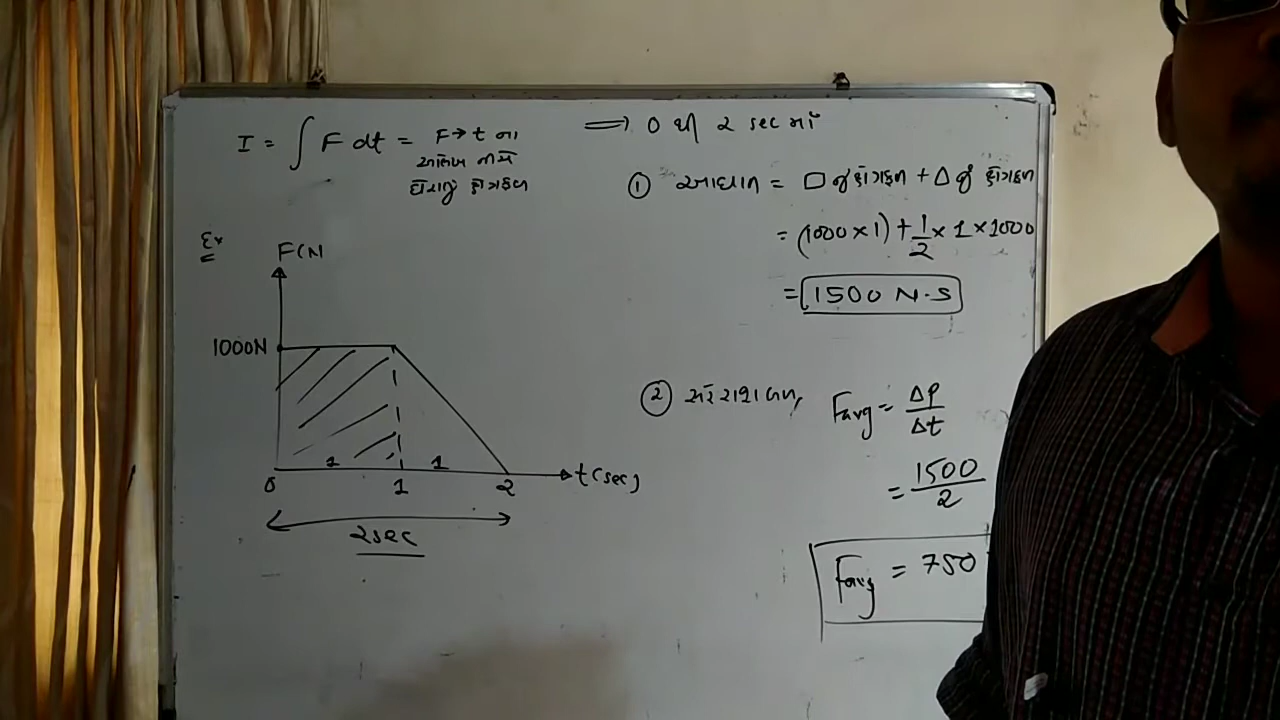 I = ∫ F dt = F → t ના
આલેખ નીચે
ઘેરાતું ક્ષેત્રફળ
Ex
F(N
1000N
1 1
0 1 2 t(sec)
2sec
⟹ 0 થી 2 sec માં
① આઘાત = □ નું ક્ષેત્રફળ + Δ નું ક્ષેત્રફળ
= (1000 × 1) + 1/2 × 1 × 1000
= 1500 N·S
② સરેરાશ બળ, Favg = Δp/Δt
= 1500/2
Favg = 750